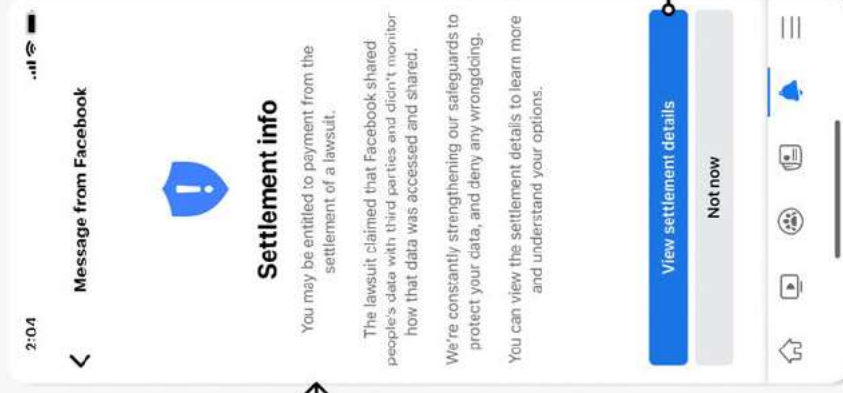 2:04
Message from Facebook
Settlement info
You may be entitled to payment from the
settlement of a lawsuit.
The lawsuit claimed that Facebook shared
people's data with third parties and didn't monitor
how that data was accessed and shared.
We're constantly strengthening our safeguards to
protect your data, and deny any wrongdoing.
You can view the settlement details to learn more
and understand your options.
View settlement details
Not now